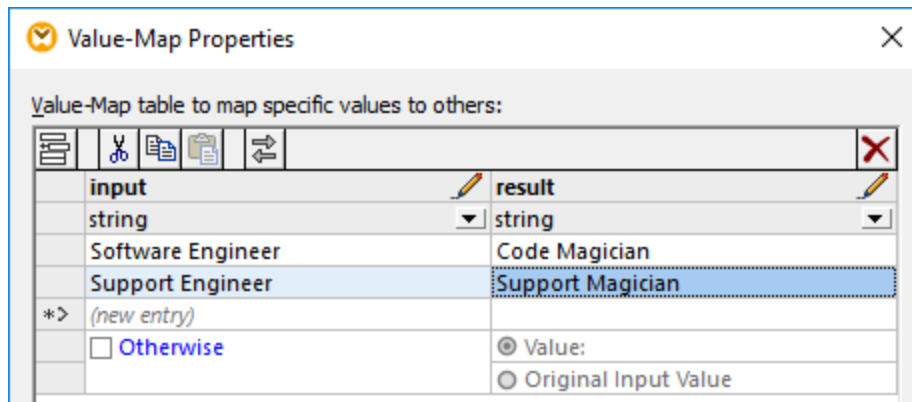 Value-Map Properties
Value-Map table to map specific values to others:
input result
string string
Software Engineer Code Magician
Support Engineer Support Magician
(new entry)
Otherwise Value:
Original Input Value